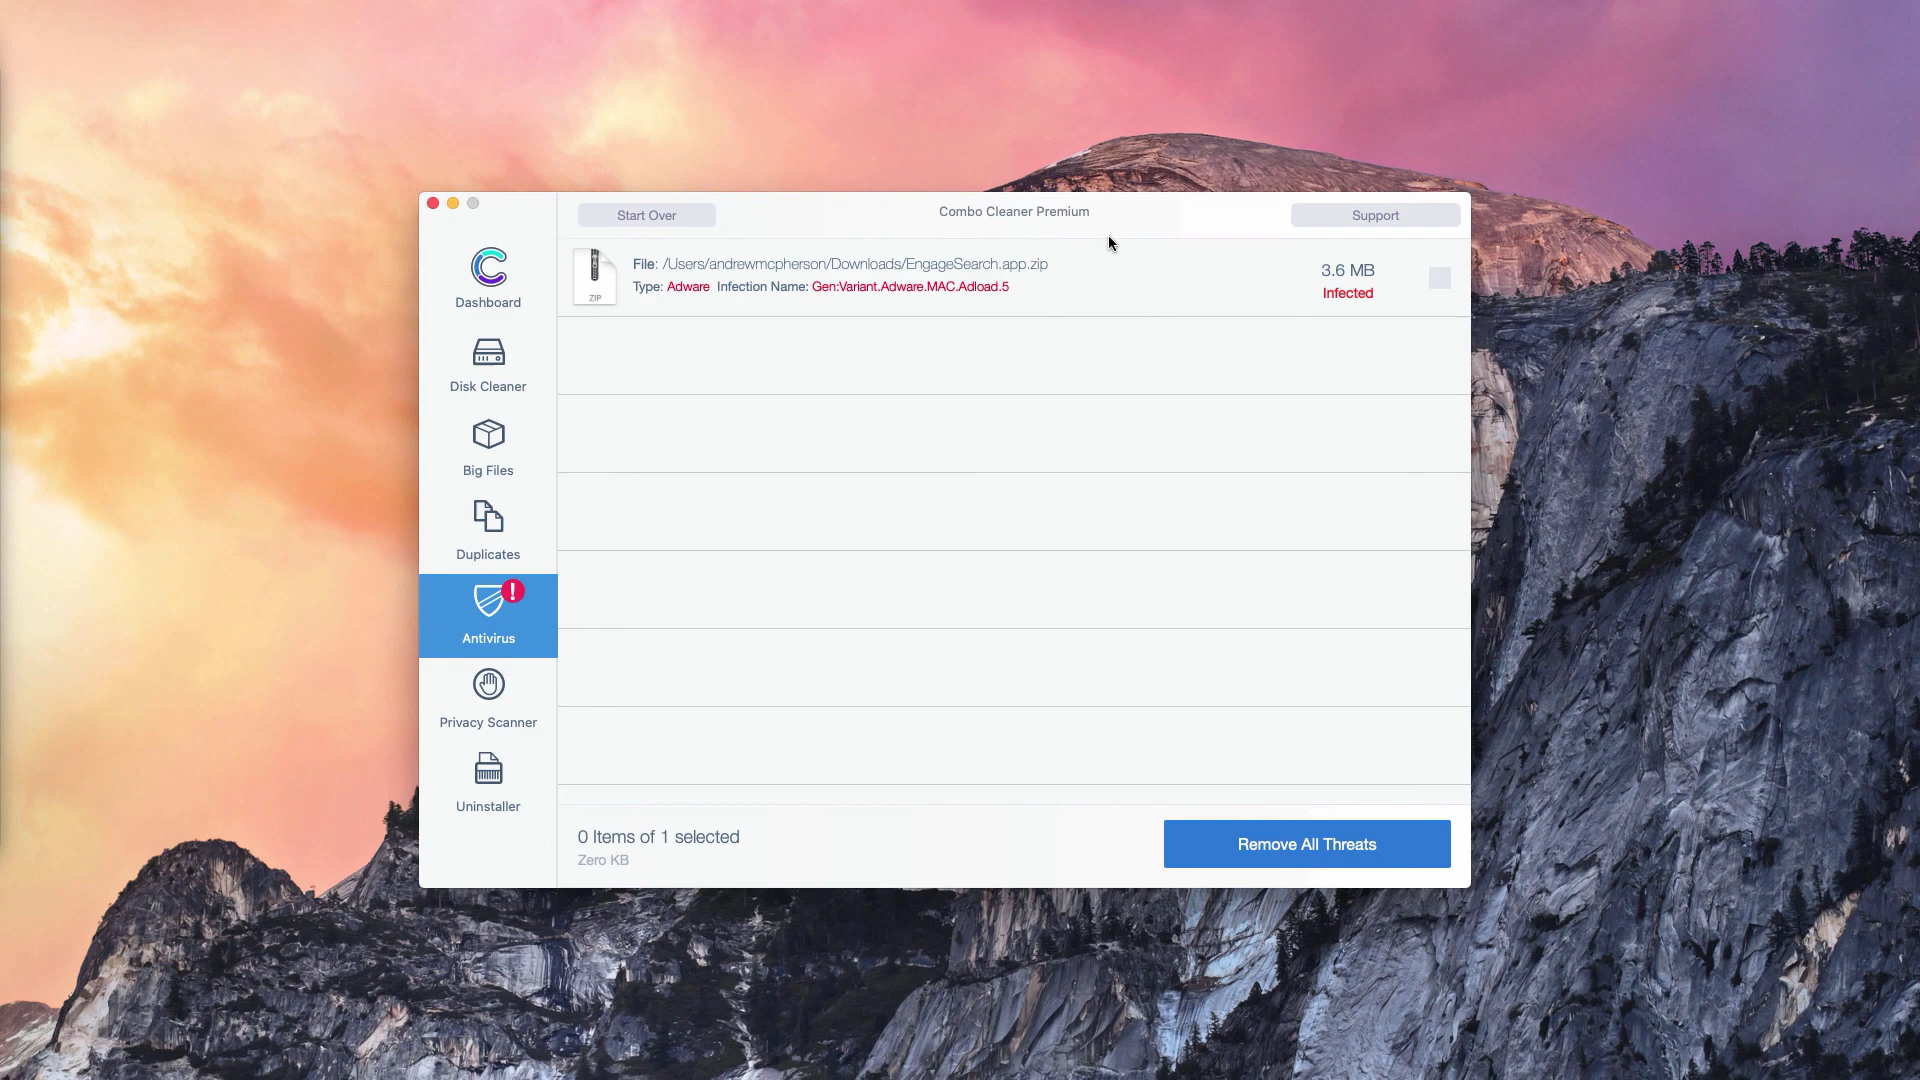 Start Over
Combo Cleaner Premium
Support
Dashboard
Disk Cleaner
Big Files
Duplicates
!
Antivirus
Privacy Scanner
Uninstaller
ZIP
File: /Users/andrewmcpherson/Downloads/EngageSearch.app.zip
Type: Adware Infection Name: Gen:Variant.Adware.MAC.Adload.5
3.6 MB
Infected
0 Items of 1 selected
Zero KB
Remove All Threats